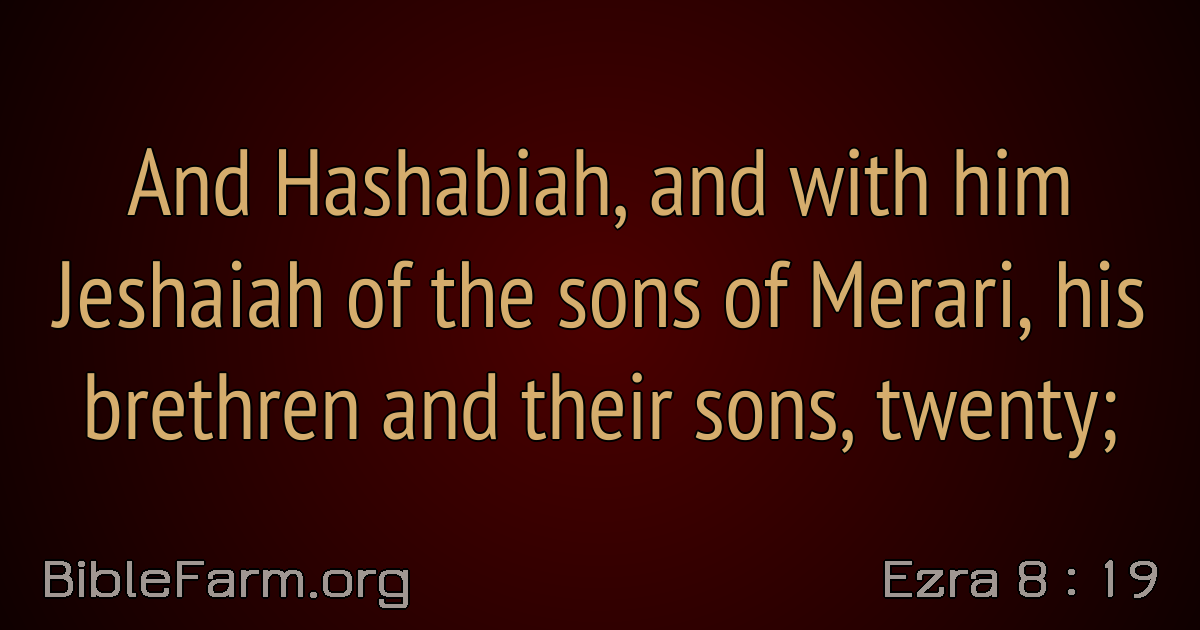 And Hashabiah, and with him
Jeshaiah of the sons of Merari, his
brethren and their sons, twenty;
BibleFarm.org
Ezra 8 : 19